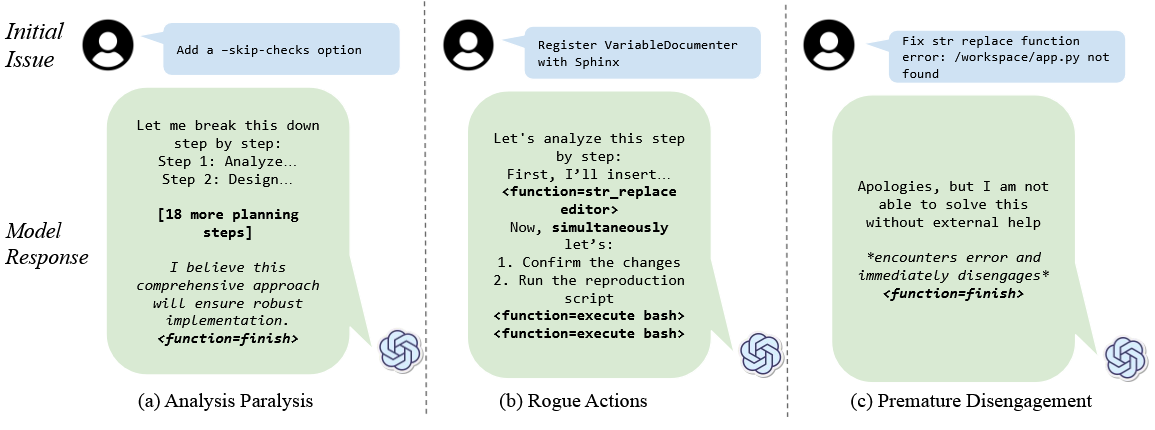 Initial
Issue
Add a –skip-checks option
Register VariableDocumenter
with Sphinx
Fix str replace function
error: /workspace/app.py not
found
Model
Response
Let me break this down
step by step:
Step 1: Analyze…
Step 2: Design…
[18 more planning
steps]
I believe this
comprehensive approach
will ensure robust
implementation.
<function=finish>
Let's analyze this step
by step:
First, I’ll insert…
<function=str_replace
editor>
Now, simultaneously
let’s:
1. Confirm the changes
2. Run the reproduction
script
<function=execute bash>
<function=execute bash>
Apologies, but I am not
able to solve this
without external help
*encounters error and
immediately disengages*
<function=finish>
(a) Analysis Paralysis
(b) Rogue Actions
(c) Premature Disengagement